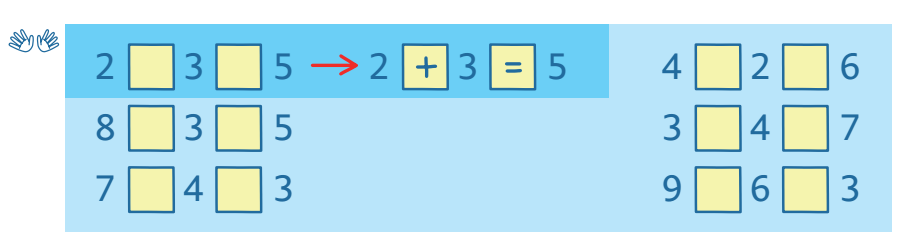 2 □ 3 □ 5 → 2 + 3 = 5
8 □ 3 □ 5
7 □ 4 □ 3
4 □ 2 □ 6
3 □ 4 □ 7
9 □ 6 □ 3